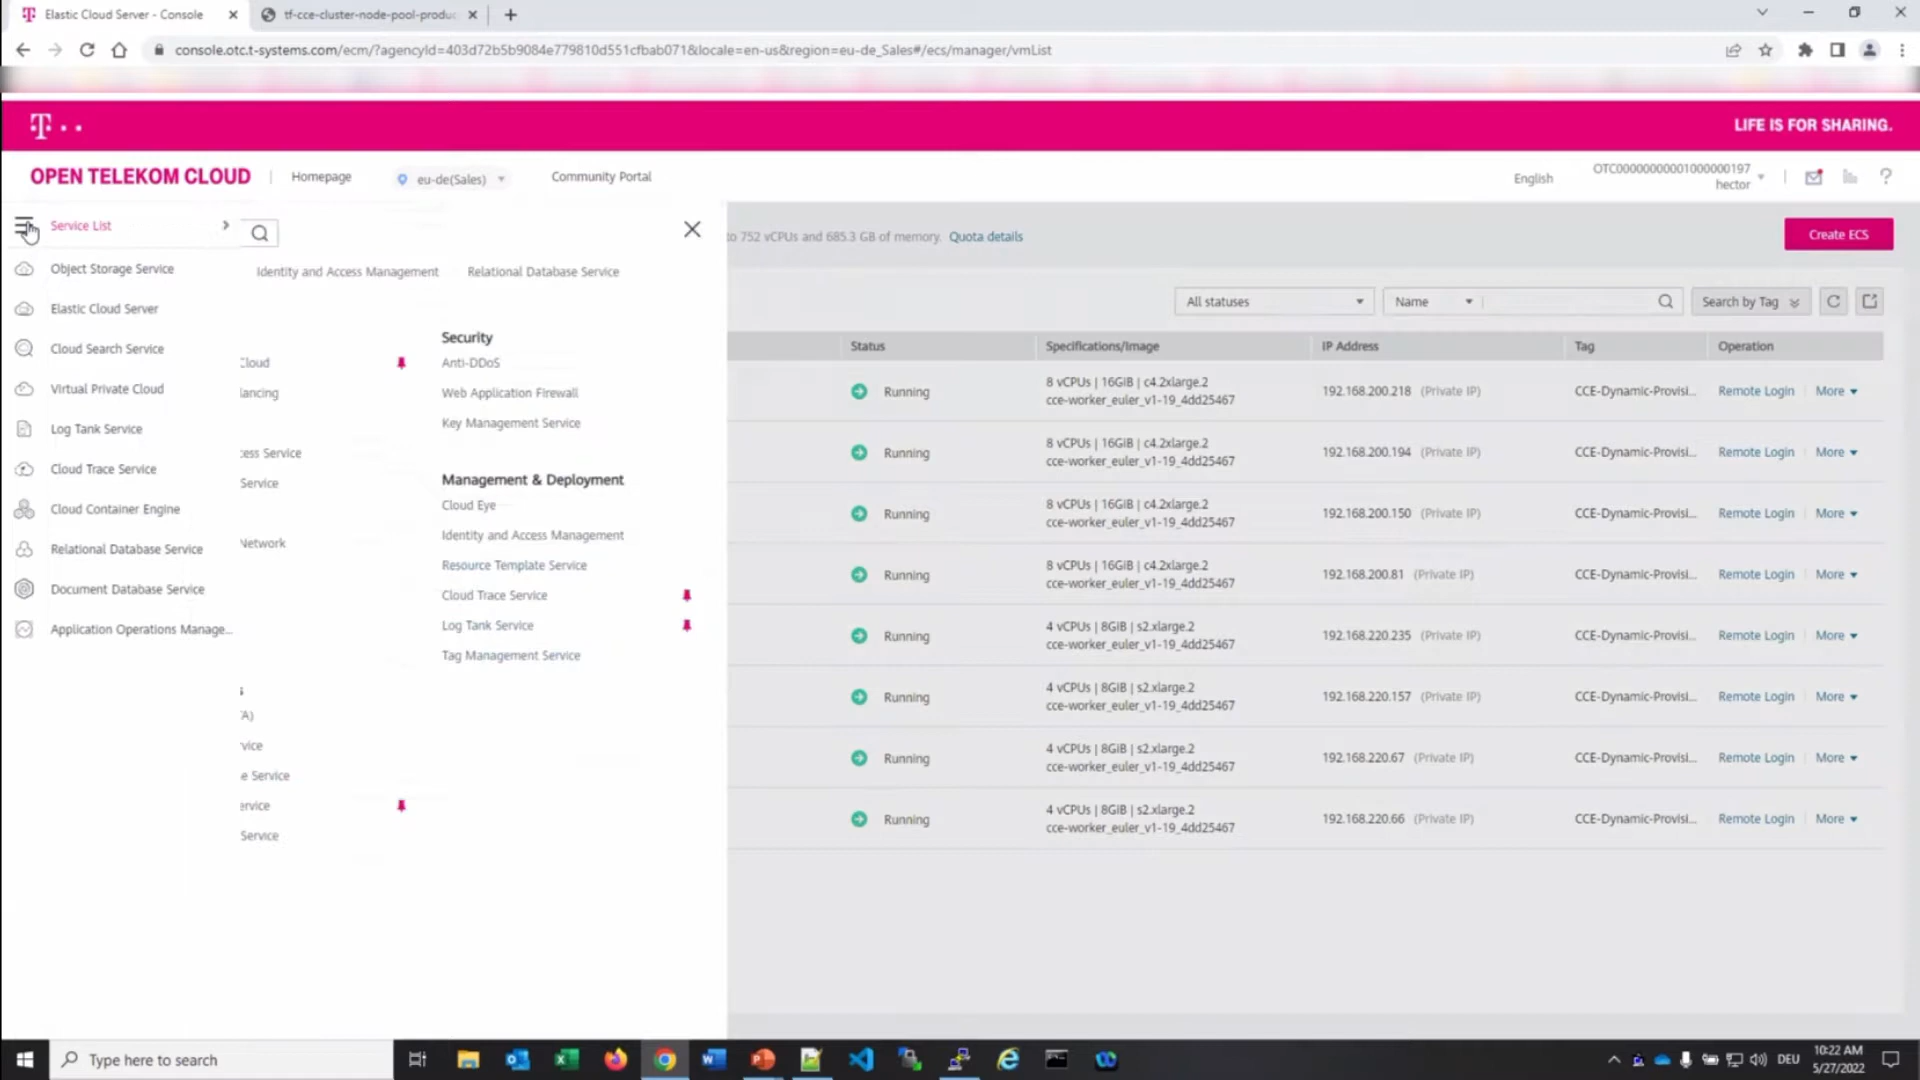 Elastic Cloud Server - Console
tf-cce-cluster-node-pool-produc
console.otc.t-systems.com/ecm/?agencyId=403d72b5b9084e779810d551cfbab071&locale=en-us&region=eu-de_Sales#/ecs/manager/vmList
T
LIFE IS FOR SHARING.
OPEN TELEKOM CLOUD
Homepage
eu-de(Sales)
Community Portal
English
OTC00000000001000000197
hector
Service List
to 752 vCPUs and 685.3 GB of memory. Quota details
Create ECS
Object Storage Service
Identity and Access Management
Relational Database Service
Elastic Cloud Server
All statuses
Name
Search by Tag
Security
Cloud Search Service
Status
Specifications/Image
IP Address
Tag
Operation
Cloud
Anti-DDoS
Virtual Private Cloud
lancing
Web Application Firewall
Running
8 vCPUs | 16GiB | c4.2xlarge.2
cce-worker_euler_v1-19_4dd25467
192.168.200.218 (Private IP)
CCE-Dynamic-Provisi...
Remote Login
More
Log Tank Service
Key Management Service
cess Service
Running
8 vCPUs | 16GiB | c4.2xlarge.2
cce-worker_euler_v1-19_4dd25467
192.168.200.194 (Private IP)
CCE-Dynamic-Provisi...
Remote Login
More
Cloud Trace Service
Service
Management & Deployment
Cloud Eye
Cloud Container Engine
Running
8 vCPUs | 16GiB | c4.2xlarge.2
cce-worker_euler_v1-19_4dd25467
192.168.200.150 (Private IP)
CCE-Dynamic-Provisi...
Remote Login
More
Network
Identity and Access Management
Relational Database Service
Resource Template Service
Running
8 vCPUs | 16GiB | c4.2xlarge.2
cce-worker_euler_v1-19_4dd25467
192.168.200.81 (Private IP)
CCE-Dynamic-Provisi...
Remote Login
More
Document Database Service
Cloud Trace Service
Application Operations Manage...
Log Tank Service
Running
4 vCPUs | 8GiB | s2.xlarge.2
cce-worker_euler_v1-19_4dd25467
192.168.220.235 (Private IP)
CCE-Dynamic-Provisi...
Remote Login
More
Tag Management Service
s
Running
4 vCPUs | 8GiB | s2.xlarge.2
cce-worker_euler_v1-19_4dd25467
192.168.220.157 (Private IP)
CCE-Dynamic-Provisi...
Remote Login
More
A)
vice
Running
4 vCPUs | 8GiB | s2.xlarge.2
cce-worker_euler_v1-19_4dd25467
192.168.220.67 (Private IP)
CCE-Dynamic-Provisi...
Remote Login
More
e Service
ervice
Running
4 vCPUs | 8GiB | s2.xlarge.2
cce-worker_euler_v1-19_4dd25467
192.168.220.66 (Private IP)
CCE-Dynamic-Provisi...
Remote Login
More
Service
Type here to search
DEU
10:22 AM
5/27/2022